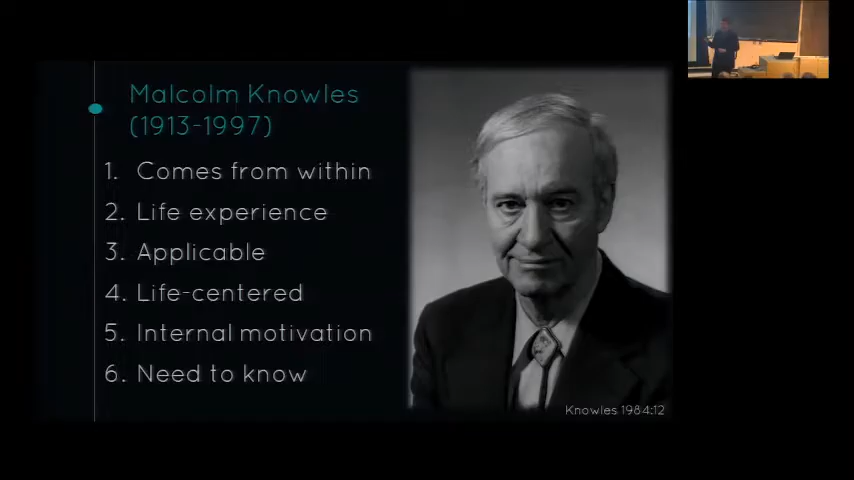 Malcolm Knowles
(1913-1997)
1. Comes from within
2. Life experience
3. Applicable
4. Life-centered
5. Internal motivation
6. Need to know
Knowles 1984:12